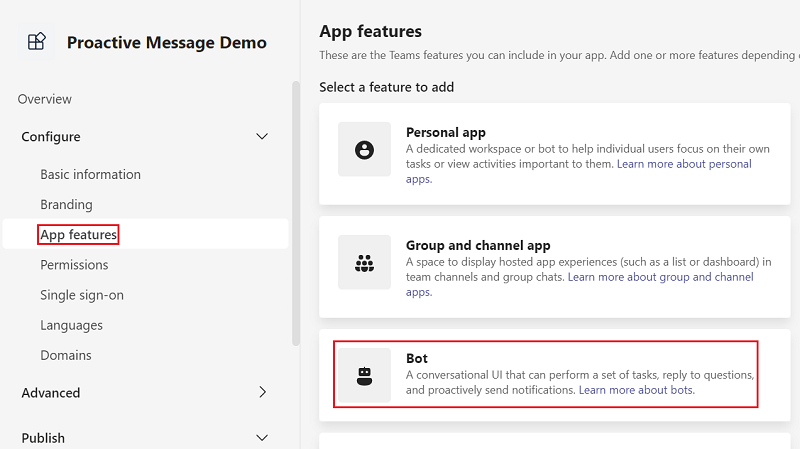 Proactive Message Demo
Overview
Configure
Basic information
Branding
App features
Permissions
Single sign-on
Languages
Domains
Advanced
Publish
App features
These are the Teams features you can include in your app. Add one or more features depending
Select a feature to add
Personal app
A dedicated workspace or bot to help individual users focus on their own
tasks or view activities important to them. Learn more about personal
apps.
Group and channel app
A space to display hosted app experiences (such as a list or dashboard) in
team channels and group chats. Learn more about group and channel
apps.
Bot
A conversational UI that can perform a set of tasks, reply to questions,
and proactively send notifications. Learn more about bots.